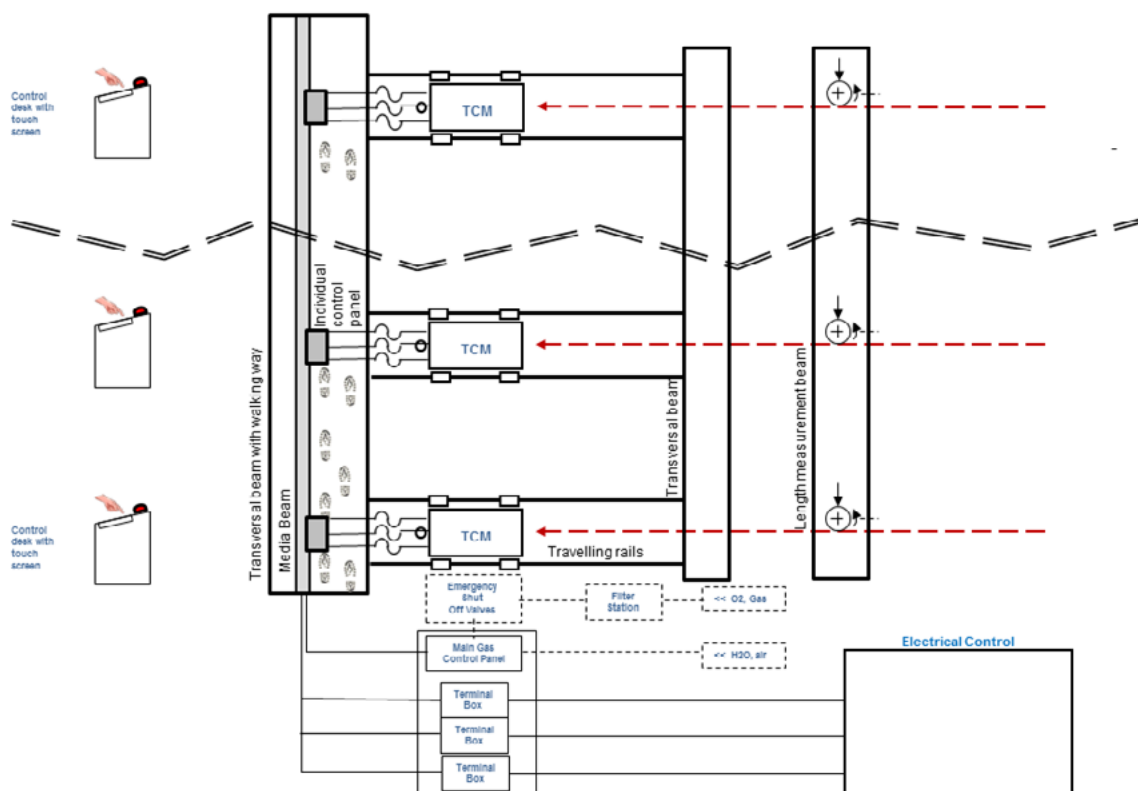 Control
desk with
touch
screen
TCM
Individual
control
panel
TCM
Transversal beam with walking way
Media Beam
Transversal beam
Length measurement beam
Control
desk with
touch
screen
TCM
Travelling rails
Emergency
Shut
Off Valves
Filter
Station
<< O2, Gas
Main Gas
Control Panel
<< H2O, air
Electrical Control
Terminal
Box
Terminal
Box
Terminal
Box